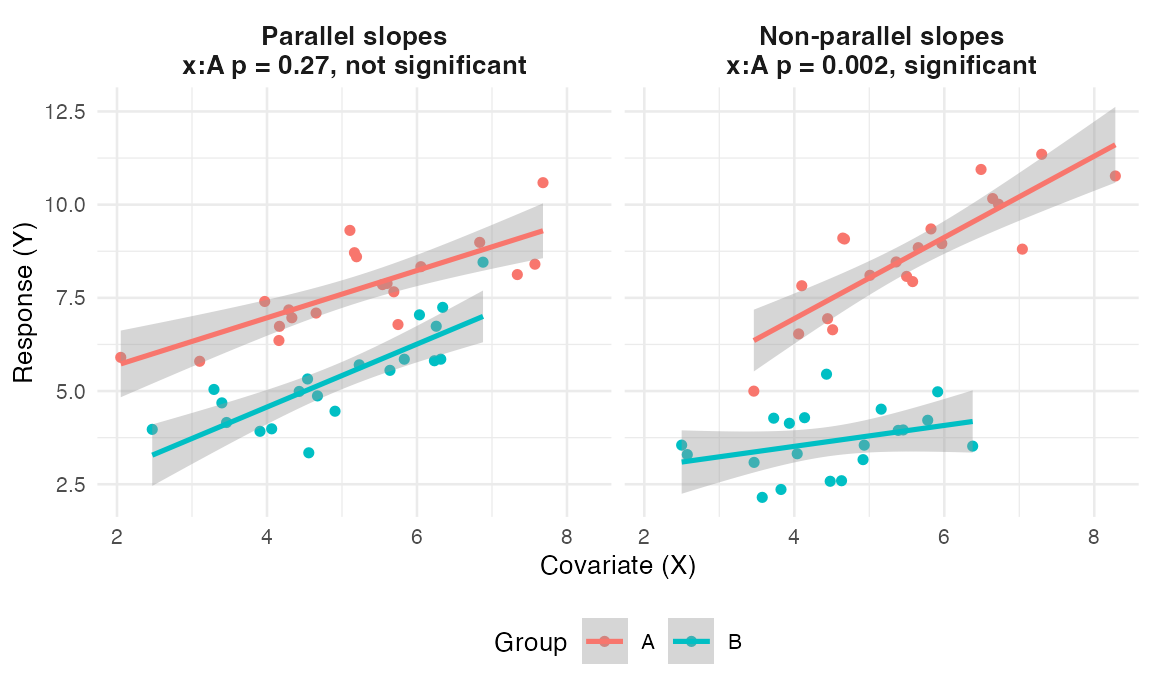 Parallel slopes
x:A p = 0.27, not significant
Non-parallel slopes
x:A p = 0.002, significant
Response (Y)
12.5
10.0
7.5
5.0
2.5
2 4 6 8
2 4 6 8
Covariate (X)
Group A B